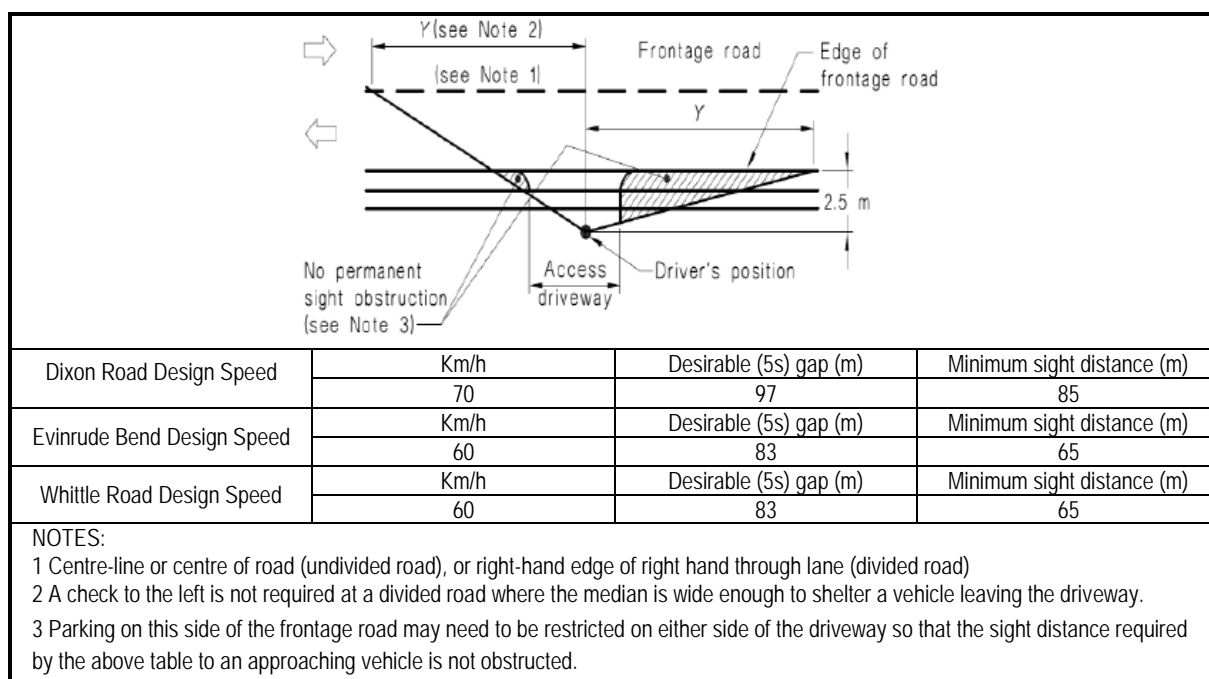 Y(see Note 2)
Frontage road
Edge of
frontage road
(see Note 1)
Y
2.5 m
No permanent
sight obstruction
(see Note 3)
Access
driveway
Driver's position
Dixon Road Design Speed
Km/h
Desirable (5s) gap (m)
Minimum sight distance (m)
70
97
85
Evinrude Bend Design Speed
Km/h
Desirable (5s) gap (m)
Minimum sight distance (m)
60
83
65
Whittle Road Design Speed
Km/h
Desirable (5s) gap (m)
Minimum sight distance (m)
60
83
65
NOTES:
1 Centre-line or centre of road (undivided road), or right-hand edge of right hand through lane (divided road)
2 A check to the left is not required at a divided road where the median is wide enough to shelter a vehicle leaving the driveway.
3 Parking on this side of the frontage road may need to be restricted on either side of the driveway so that the sight distance required
by the above table to an approaching vehicle is not obstructed.